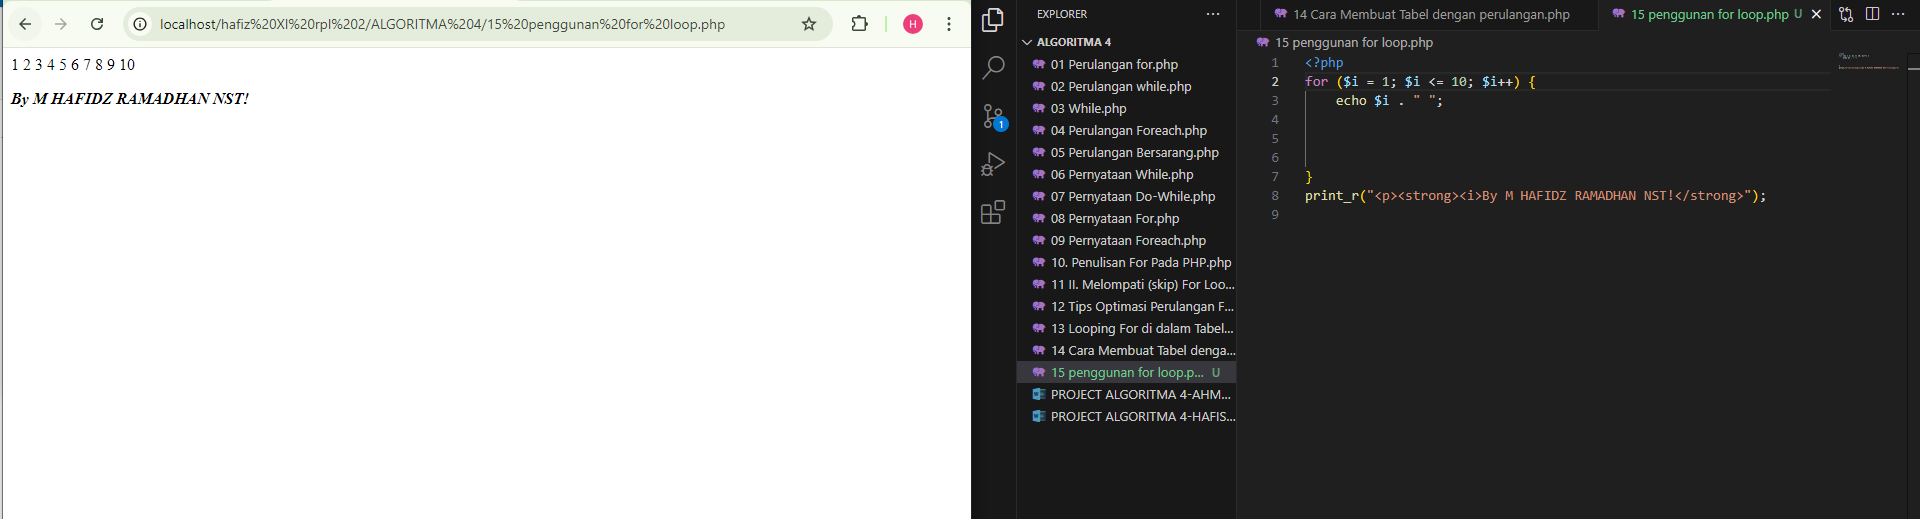 localhost/hafiz%20XI%20rpl%202/ALGORITMA%204/15%20penggunan%20for%20loop.php
H
1 2 3 4 5 6 7 8 9 10
By M HAFIDZ RAMADHAN NST!
1
EXPLORER
ALGORITMA 4
01 Perulangan for.php
02 Perulangan while.php
03 While.php
04 Perulangan Foreach.php
05 Perulangan Bersarang.php
06 Pernyataan While.php
07 Pernyataan Do-While.php
08 Pernyataan For.php
09 Pernyataan Foreach.php
10. Penulisan For Pada PHP.php
11 II. Melompati (skip) For Loo...
12 Tips Optimasi Perulangan F...
13 Looping For di dalam Tabel...
14 Cara Membuat Tabel denga...
15 penggunan for loop.p... U
PROJECT ALGORITMA 4-AHM...
PROJECT ALGORITMA 4-HAFIS...
14 Cara Membuat Tabel dengan perulangan.php
15 penggunan for loop.php U
15 penggunan for loop.php
1 <?php
2 for ($i = 1; $i <= 10; $i++) {
3     echo $i . " ";
4
5
6
7 }
8 print_r("<p><strong><i>By M HAFIDZ RAMADHAN NST!</strong>");
9